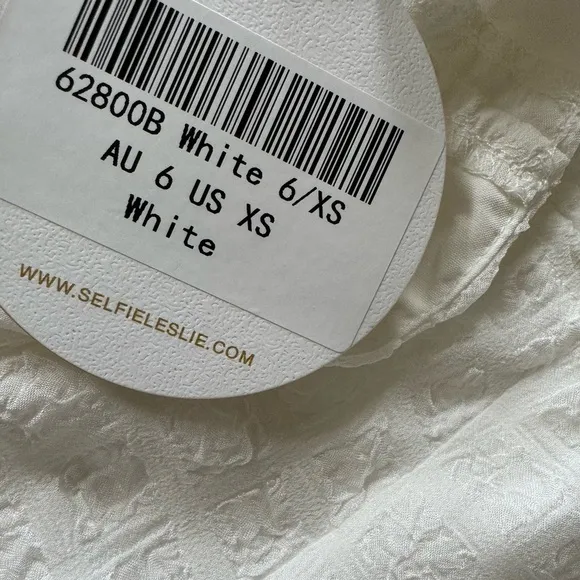 62800B White 6/XS
AU 6 US XS
White
WWW.SELFIELESLIE.COM